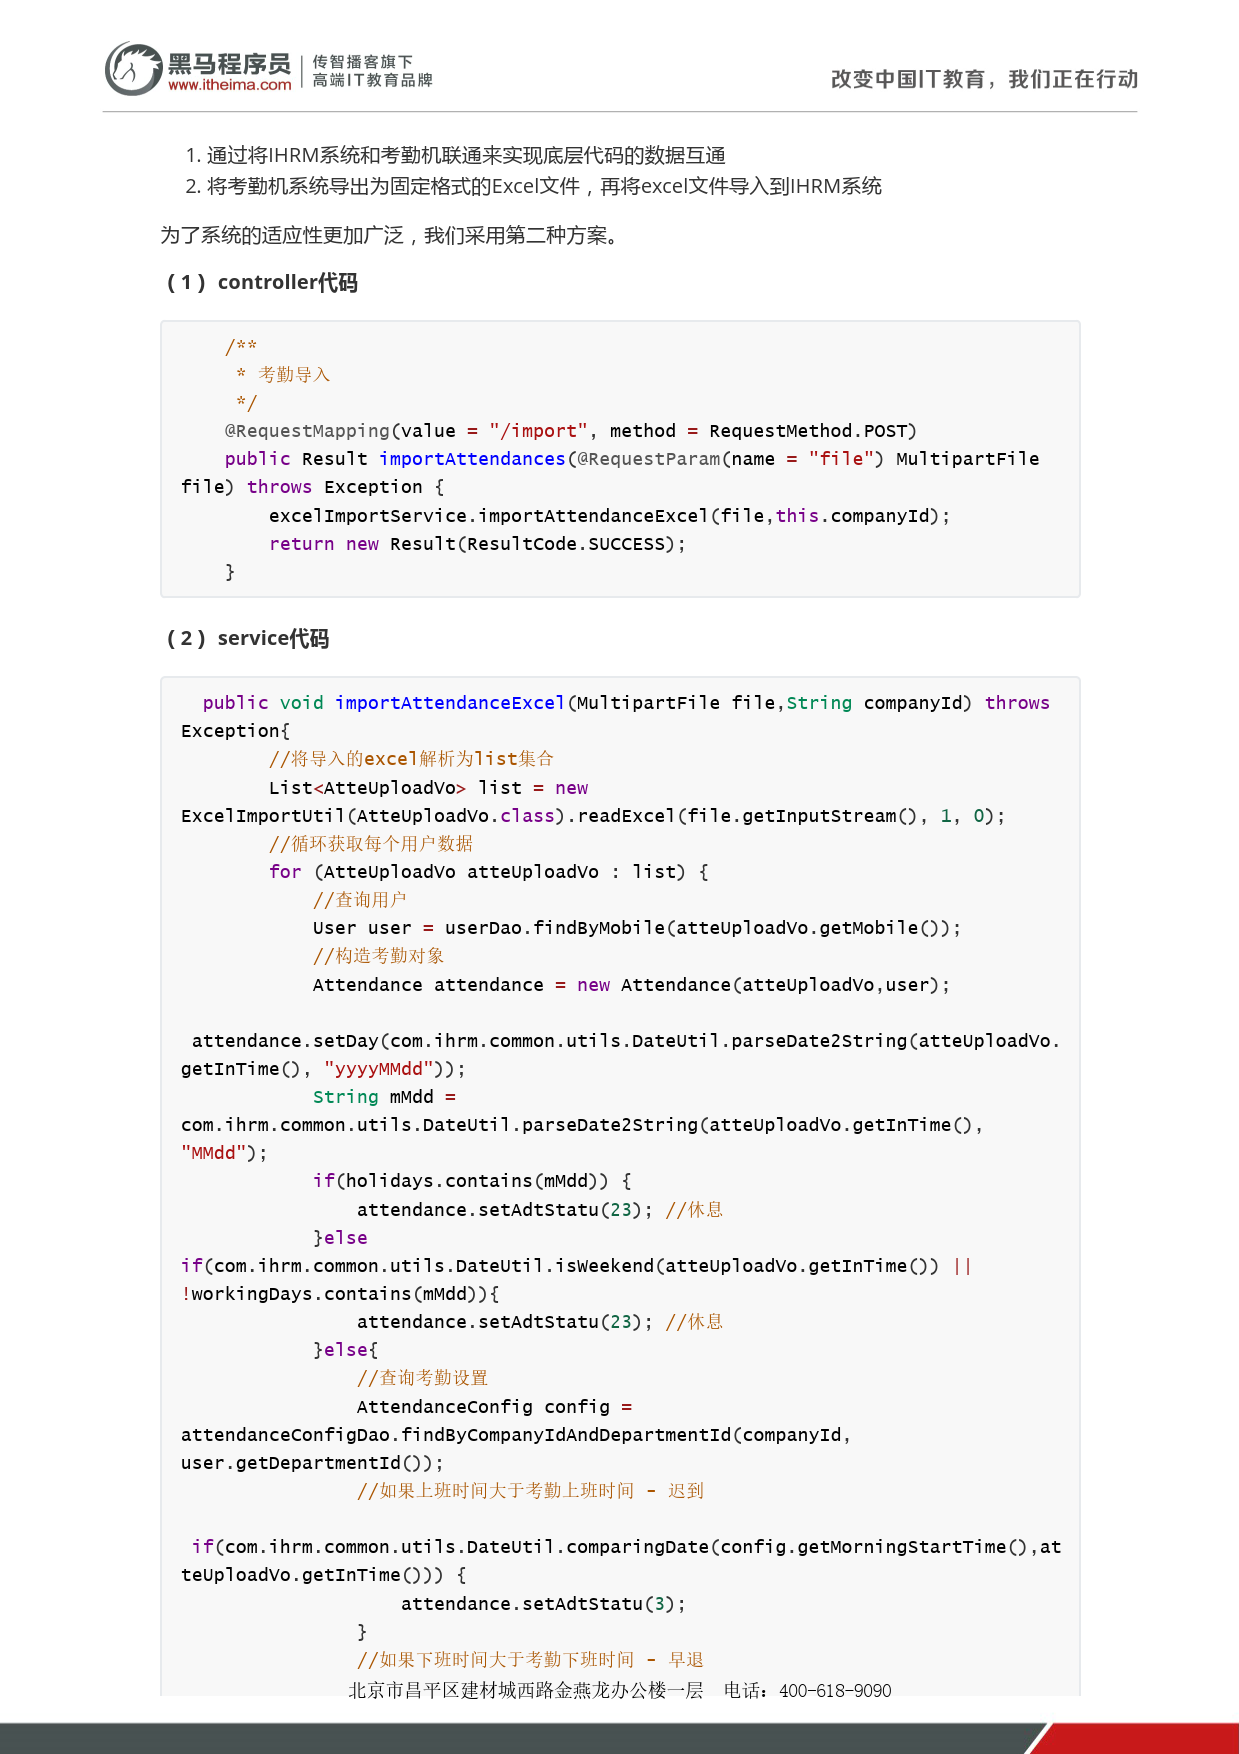 黑马程序员
www.itheima.com
传智播客旗下
高端IT教育品牌
改变中国IT教育，我们正在行动
1. 通过将IHRM系统和考勤机联通来实现底层代码的数据互通
2. 将考勤机系统导出为固定格式的Excel文件，再将excel文件导入到IHRM系统
为了系统的适应性更加广泛，我们采用第二种方案。
（1） controller代码
/**
* 考勤导入
*/
@RequestMapping(value = "/import", method = RequestMethod.POST)
public Result importAttendances(@RequestParam(name = "file") MultipartFile
file) throws Exception {
excelImportService.importAttendanceExcel(file,this.companyId);
return new Result(ResultCode.SUCCESS);
}
（2） service代码
public void importAttendanceExcel(MultipartFile file,String companyId) throws
Exception{
//将导入的excel解析为list集合
List<AtteUploadVo> list = new
ExcelImportUtil(AtteUploadVo.class).readExcel(file.getInputStream(), 1, 0);
//循环获取每个用户数据
for (AtteUploadVo atteUploadVo : list) {
//查询用户
User user = userDao.findByMobile(atteUploadVo.getMobile());
//构造考勤对象
Attendance attendance = new Attendance(atteUploadVo,user);
attendance.setDay(com.ihrm.common.utils.DateUtil.parseDate2String(atteUploadVo.
getInTime(), "yyyyMMdd"));
String mMdd =
com.ihrm.common.utils.DateUtil.parseDate2String(atteUploadVo.getInTime(),
"MMdd");
if(holidays.contains(mMdd)) {
attendance.setAdtStatu(23); //休息
}else
if(com.ihrm.common.utils.DateUtil.isWeekend(atteUploadVo.getInTime()) ||
!workingDays.contains(mMdd)){
attendance.setAdtStatu(23); //休息
}else{
//查询考勤设置
AttendanceConfig config =
attendanceConfigDao.findByCompanyIdAndDepartmentId(companyId,
user.getDepartmentId());
//如果上班时间大于考勤上班时间 - 迟到
if(com.ihrm.common.utils.DateUtil.comparingDate(config.getMorningStartTime(),at
teUploadVo.getInTime())) {
attendance.setAdtStatu(3);
}
//如果下班时间大于考勤下班时间 - 早退
北京市昌平区建材城西路金燕龙办公楼一层 电话：400-618-9090